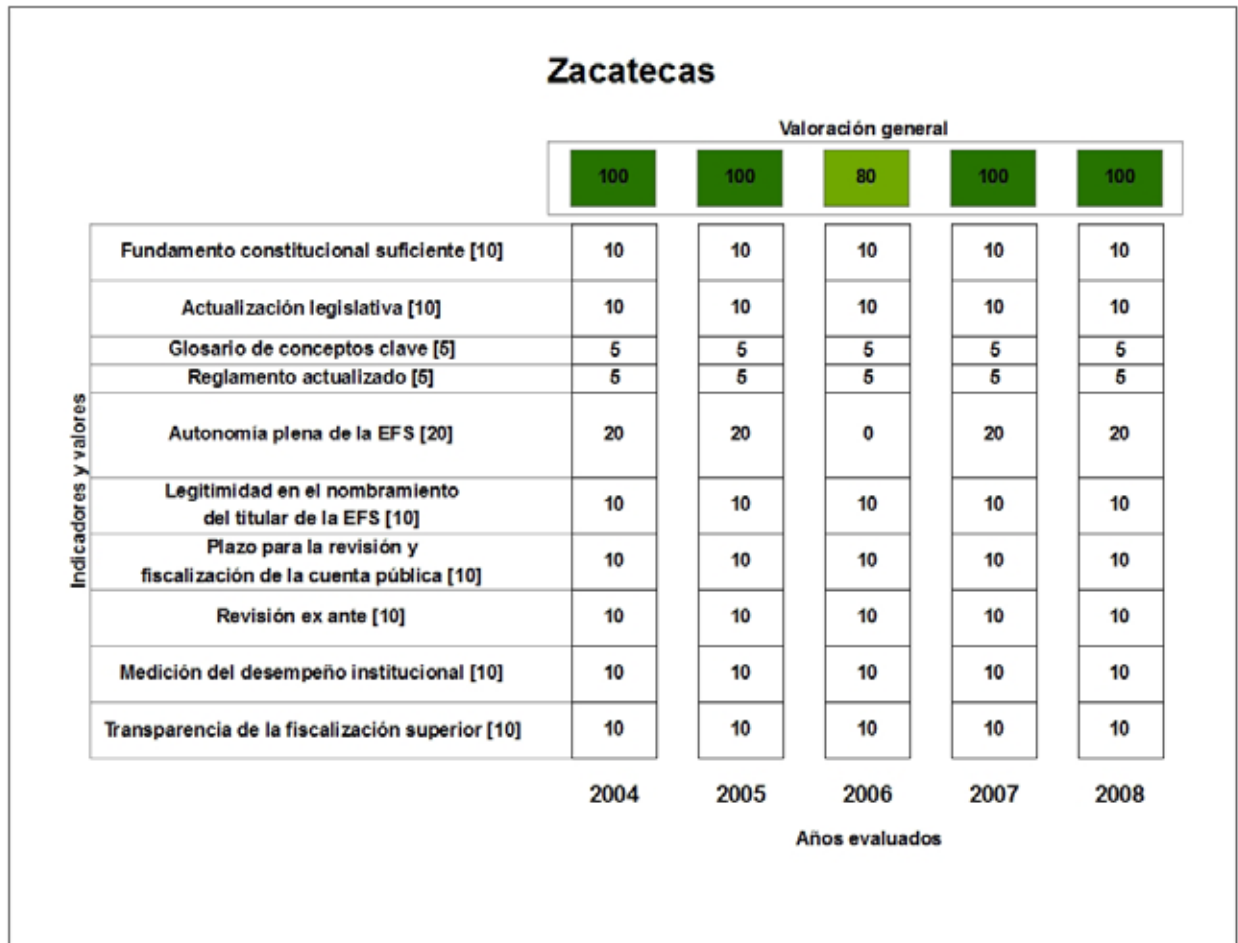 Zacatecas
Valoración general
100 100 80 100 100
Indicadores y valores
Fundamento constitucional suficiente [10] 10 10 10 10 10
Actualización legislativa [10] 10 10 10 10 10
Glosario de conceptos clave [5] 5 5 5 5 5
Reglamento actualizado [5] 5 5 5 5 5
Autonomía plena de la EFS [20] 20 20 0 20 20
Legitimidad en el nombramiento
del titular de la EFS [10] 10 10 10 10 10
Plazo para la revisión y
fiscalización de la cuenta pública [10] 10 10 10 10 10
Revisión ex ante [10] 10 10 10 10 10
Medición del desempeño institucional [10] 10 10 10 10 10
Transparencia de la fiscalización superior [10] 10 10 10 10 10
2004 2005 2006 2007 2008
Años evaluados